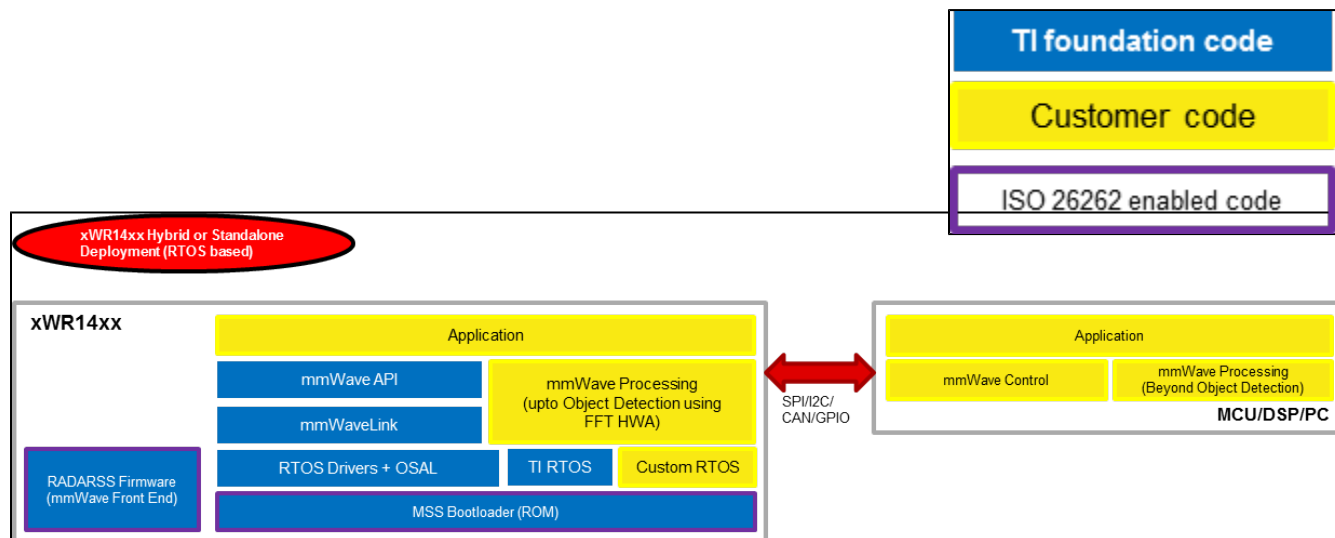 TI foundation code
Customer code
ISO 26262 enabled code
xWR14xx Hybrid or Standalone
Deployment (RTOS based)
xWR14xx
Application
mmWave API
mmWave Processing
(upto Object Detection using
FFT HWA)
mmWaveLink
RTOS Drivers + OSAL
TI RTOS
Custom RTOS
RADARSS Firmware
(mmWave Front End)
MSS Bootloader (ROM)
SPI/I2C/
CAN/GPIO
Application
mmWave Control
mmWave Processing
(Beyond Object Detection)
MCU/DSP/PC